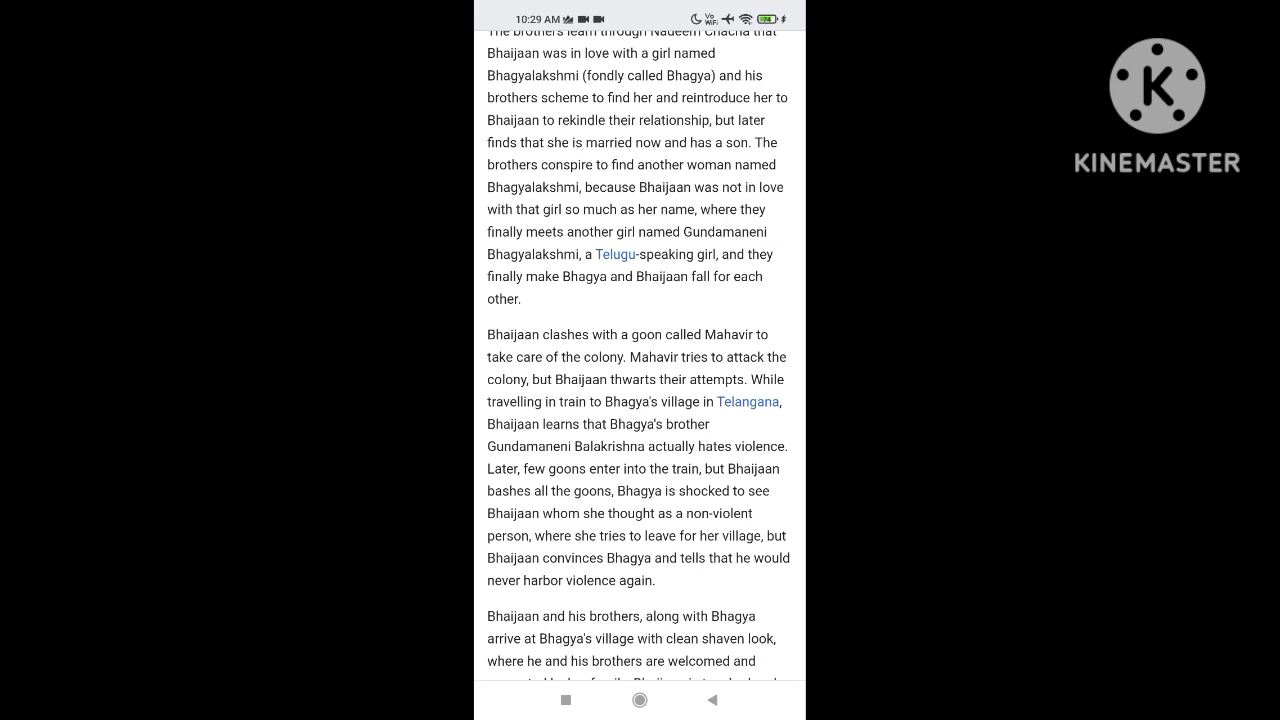 10:29 AM
Vo
WiFi
74
The brothers learn through Nadeem Chacha that
Bhaijaan was in love with a girl named
Bhagyalakshmi (fondly called Bhagya) and his
brothers scheme to find her and reintroduce her to
Bhaijaan to rekindle their relationship, but later
finds that she is married now and has a son. The
brothers conspire to find another woman named
Bhagyalakshmi, because Bhaijaan was not in love
with that girl so much as her name, where they
finally meets another girl named Gundamaneni
Bhagyalakshmi, a Telugu-speaking girl, and they
finally make Bhagya and Bhaijaan fall for each
other.
Bhaijaan clashes with a goon called Mahavir to
take care of the colony. Mahavir tries to attack the
colony, but Bhaijaan thwarts their attempts. While
travelling in train to Bhagya's village in Telangana,
Bhaijaan learns that Bhagya's brother
Gundamaneni Balakrishna actually hates violence.
Later, few goons enter into the train, but Bhaijaan
bashes all the goons, Bhagya is shocked to see
Bhaijaan whom she thought as a non-violent
person, where she tries to leave for her village, but
Bhaijaan convinces Bhagya and tells that he would
never harbor violence again.
Bhaijaan and his brothers, along with Bhagya
arrive at Bhagya's village with clean shaven look,
where he and his brothers are welcomed and
K
KINEMASTER